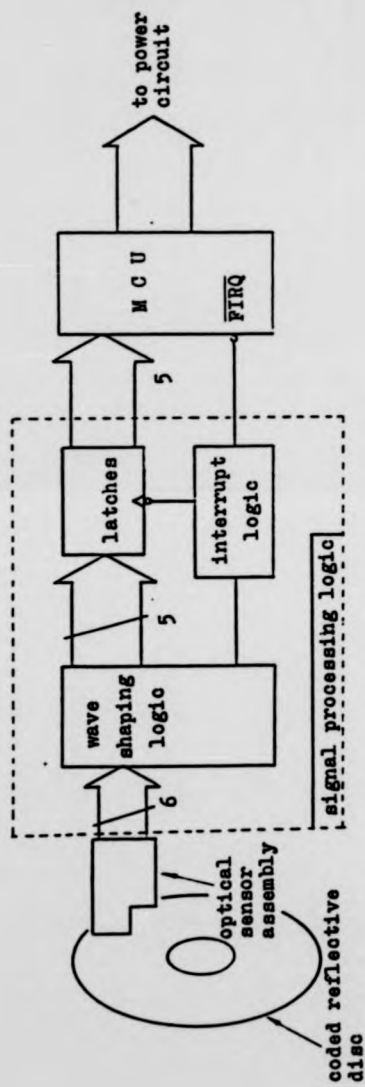 coded reflective
disc
optical
sensor
assembly
6
wave
shaping
logic
5
latches
interrupt
logic
signal processing logic
5
M C U
FIRQ
to power
circuit